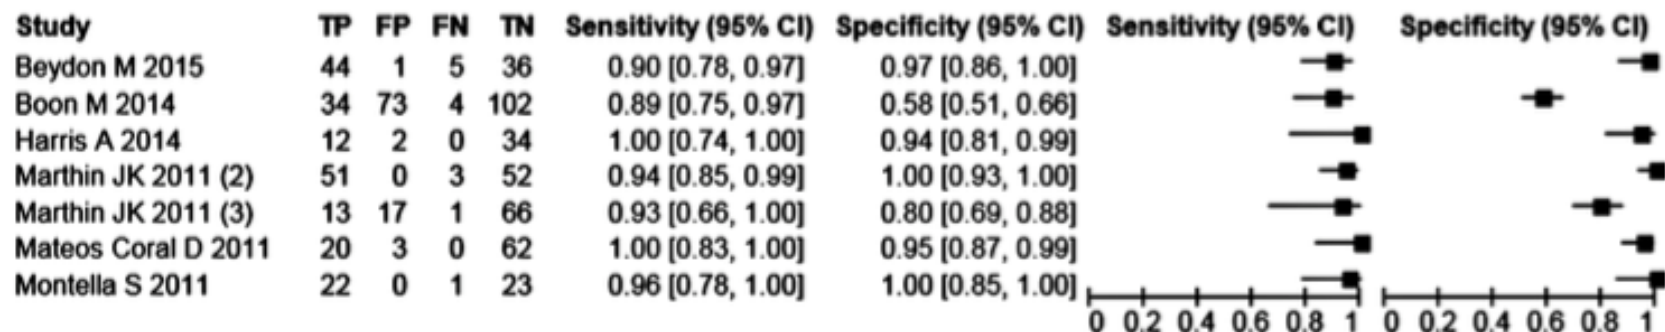 Study TP FP FN TN Sensitivity (95% CI) Specificity (95% CI) Sensitivity (95% CI) Specificity (95% CI)
Beydon M 2015 44 1 5 36 0.90 [0.78, 0.97] 0.97 [0.86, 1.00]
Boon M 2014 34 73 4 102 0.89 [0.75, 0.97] 0.58 [0.51, 0.66]
Harris A 2014 12 2 0 34 1.00 [0.74, 1.00] 0.94 [0.81, 0.99]
Marthin JK 2011 (2) 51 0 3 52 0.94 [0.85, 0.99] 1.00 [0.93, 1.00]
Marthin JK 2011 (3) 13 17 1 66 0.93 [0.66, 1.00] 0.80 [0.69, 0.88]
Mateos Coral D 2011 20 3 0 62 1.00 [0.83, 1.00] 0.95 [0.87, 0.99]
Montella S 2011 22 0 1 23 0.96 [0.78, 1.00] 1.00 [0.85, 1.00]
0 0.2 0.4 0.6 0.8 1 0 0.2 0.4 0.6 0.8 1